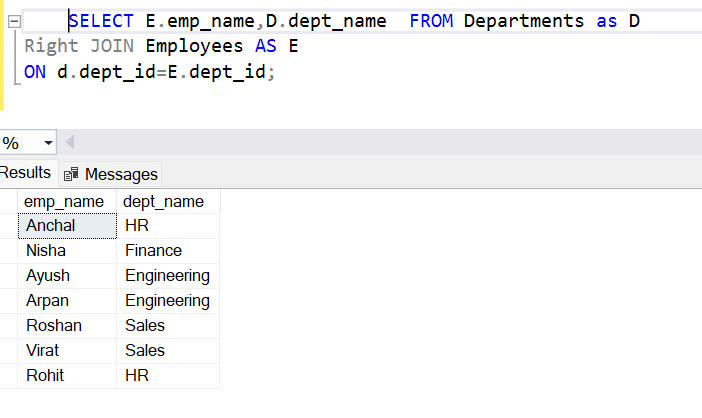 SELECT E.emp_name,D.dept_name  FROM Departments as D
Right JOIN Employees AS E
ON d.dept_id=E.dept_id;
%
Results Messages
emp_name dept_name
Anchal HR
Nisha Finance
Ayush Engineering
Arpan Engineering
Roshan Sales
Virat Sales
Rohit HR